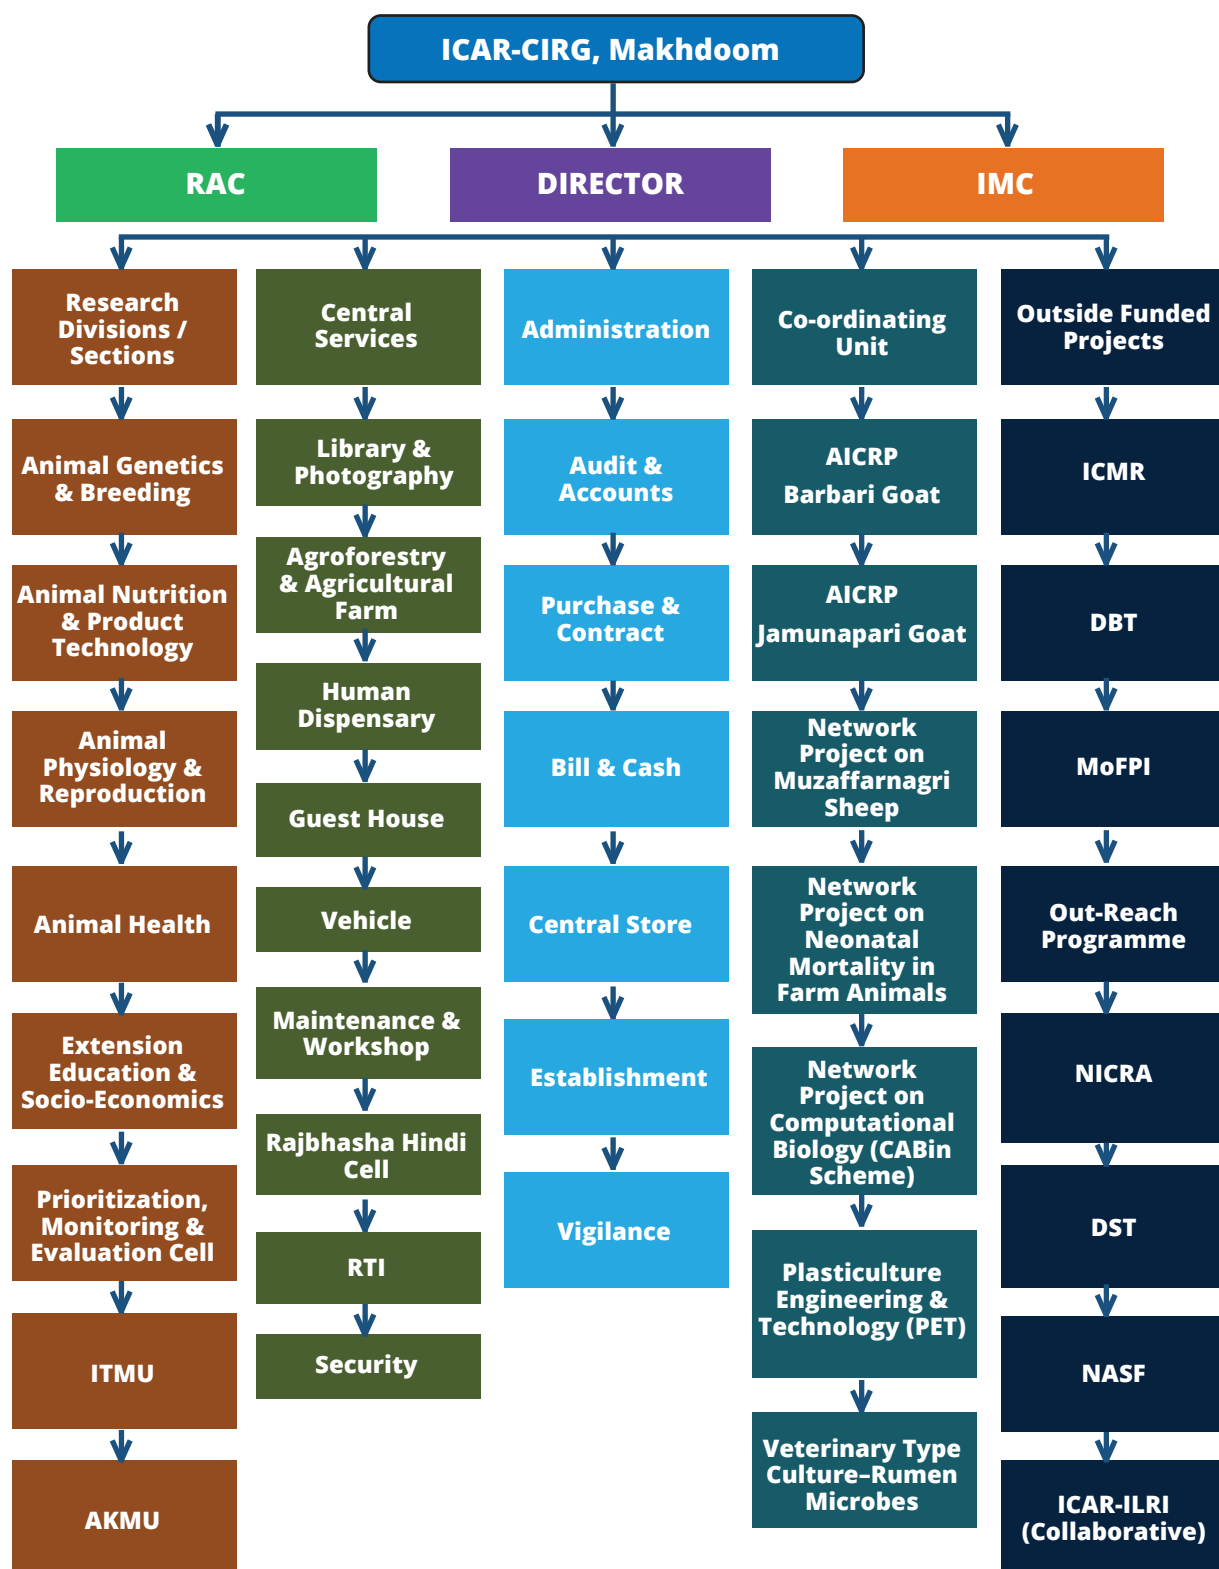 ICAR-CIRG, Makhdoom
RAC
DIRECTOR
IMC
Research
Divisions /
Sections
Animal Genetics
& Breeding
Animal Nutrition
& Product
Technology
Animal
Physiology &
Reproduction
Animal Health
Extension
Education &
Socio-Economics
Prioritization,
Monitoring &
Evaluation Cell
ITMU
AKMU
Central
Services
Library &
Photography
Agroforestry
& Agricultural
Farm
Human
Dispensary
Guest House
Vehicle
Maintenance &
Workshop
Rajbhasha Hindi
Cell
RTI
Security
Administration
Audit &
Accounts
Purchase &
Contract
Bill & Cash
Central Store
Establishment
Vigilance
Co-ordinating
Unit
AICRP
Barbari Goat
AICRP
Jamunapari Goat
Network
Project on
Muzaffarnagri
Sheep
Network
Project on
Neonatal
Mortality in
Farm Animals
Network
Project on
Computational
Biology (CABin
Scheme)
Plasticulture
Engineering &
Technology (PET)
Veterinary Type
Culture–Rumen
Microbes
Outside Funded
Projects
ICMR
DBT
MoFPI
Out-Reach
Programme
NICRA
DST
NASF
ICAR-ILRI
(Collaborative)